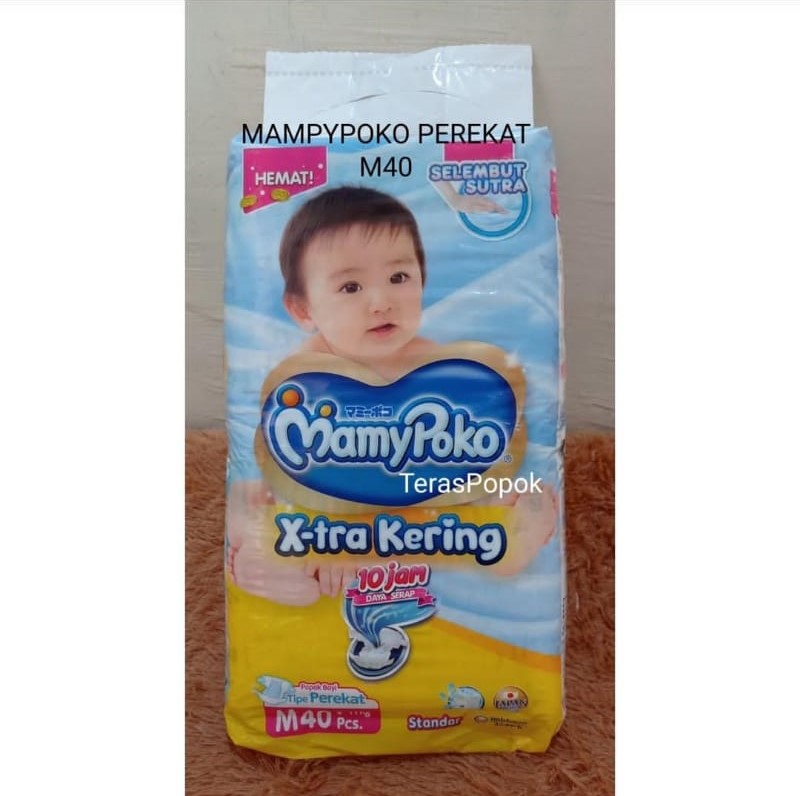 MAMPYPOKO PEREKAT
M40
HEMAT!
SELEMBUT
SUTRA
マミーポコ
MamyPoko
TerasPopok
X-tra Kering
10 jam
DAYA SERAP
Popok Bayi
Tipe Perekat
M40 Pcs.
Standar
JAPAN